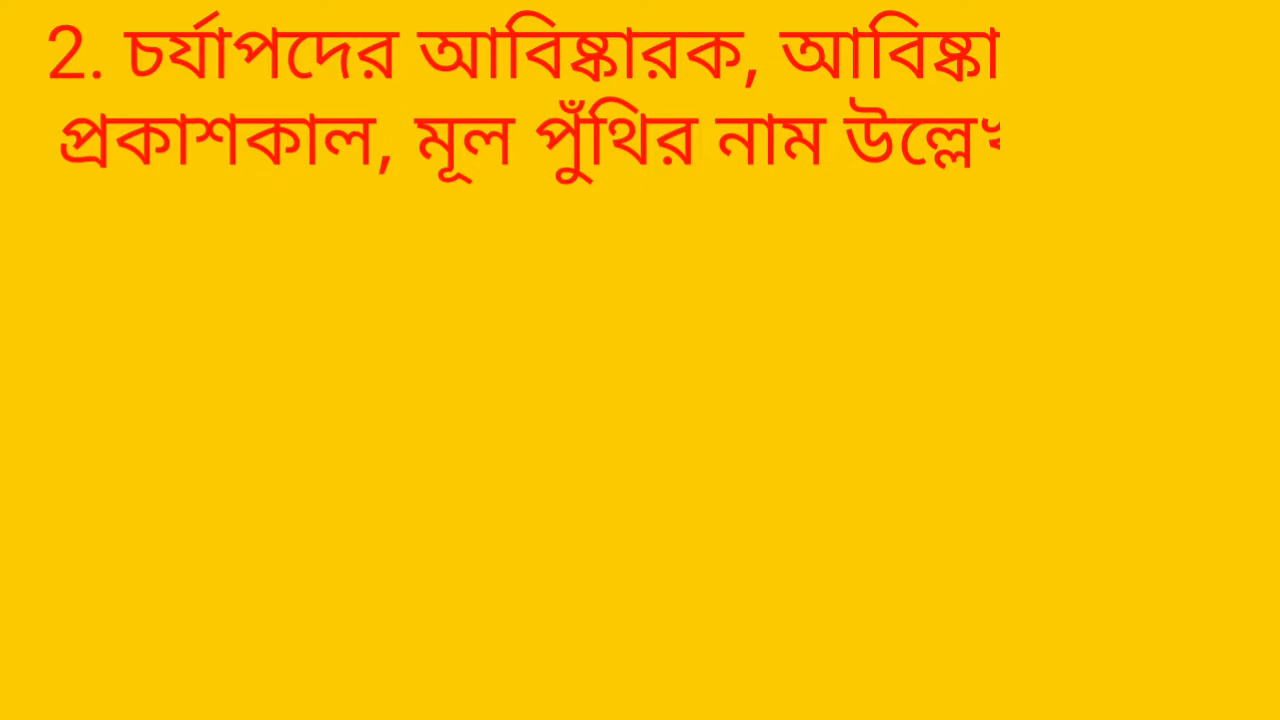 2. চর্যাপদের আবিষ্কারক, আবিষ্কা
প্রকাশকাল, মূল পুঁথির নাম উল্লে